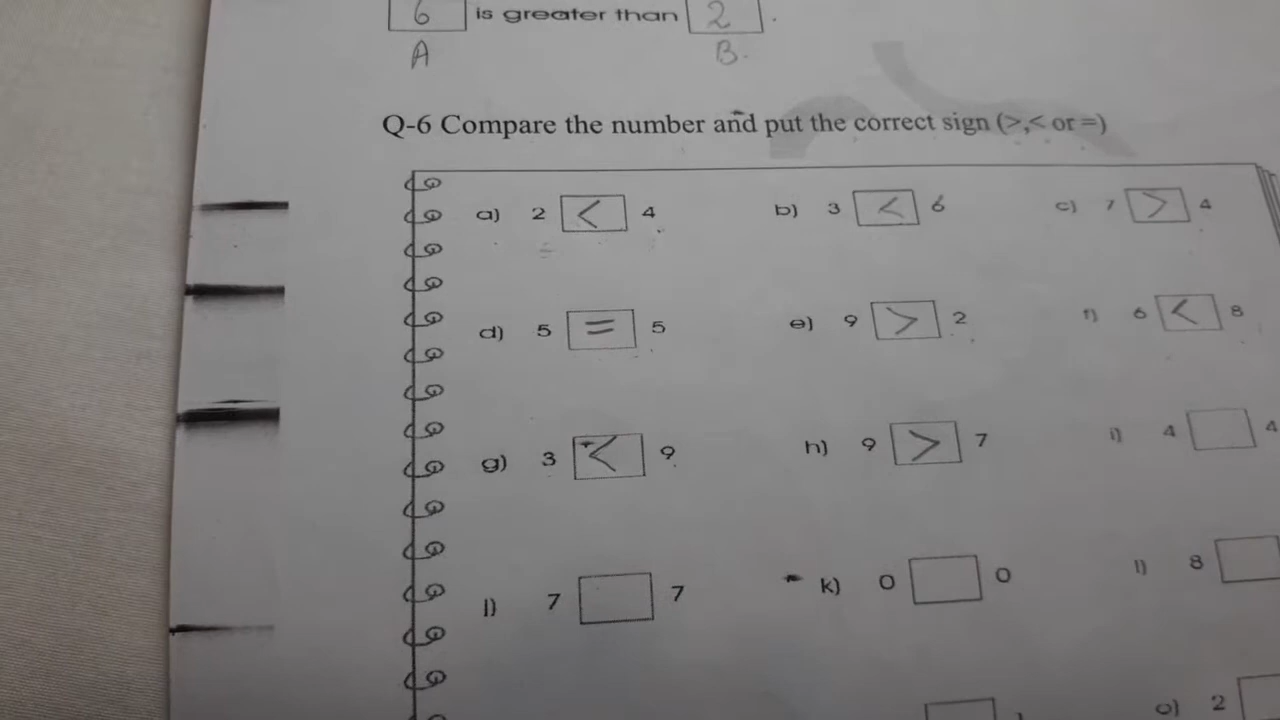 6 is greater than 2 .
A B.
Q-6 Compare the number and put the correct sign (>,< or =)
a) 2 < 4 b) 3 < 6 c) 7 > 4
d) 5 = 5 e) 9 > 2 f) 6 < 8
g) 3 < 9 h) 9 > 7 i) 4 4
j) 7 7 k) 0 0 l) 8
o) 2